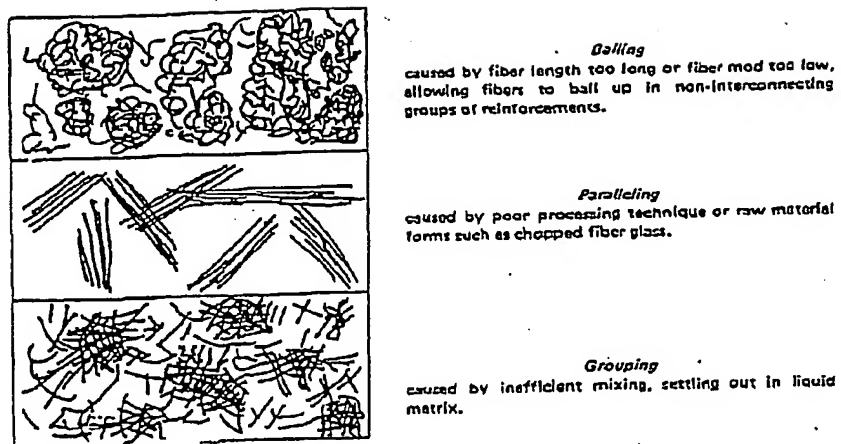 Balling
caused by fiber length too long or fiber mod too low,
allowing fibers to ball up in non-interconnecting
groups of reinforcements.
Paralleling
caused by poor processing technique or raw material
forms such as chopped fiber glass.
Grouping
caused by inefficient mixing, settling out in liquid
matrix.